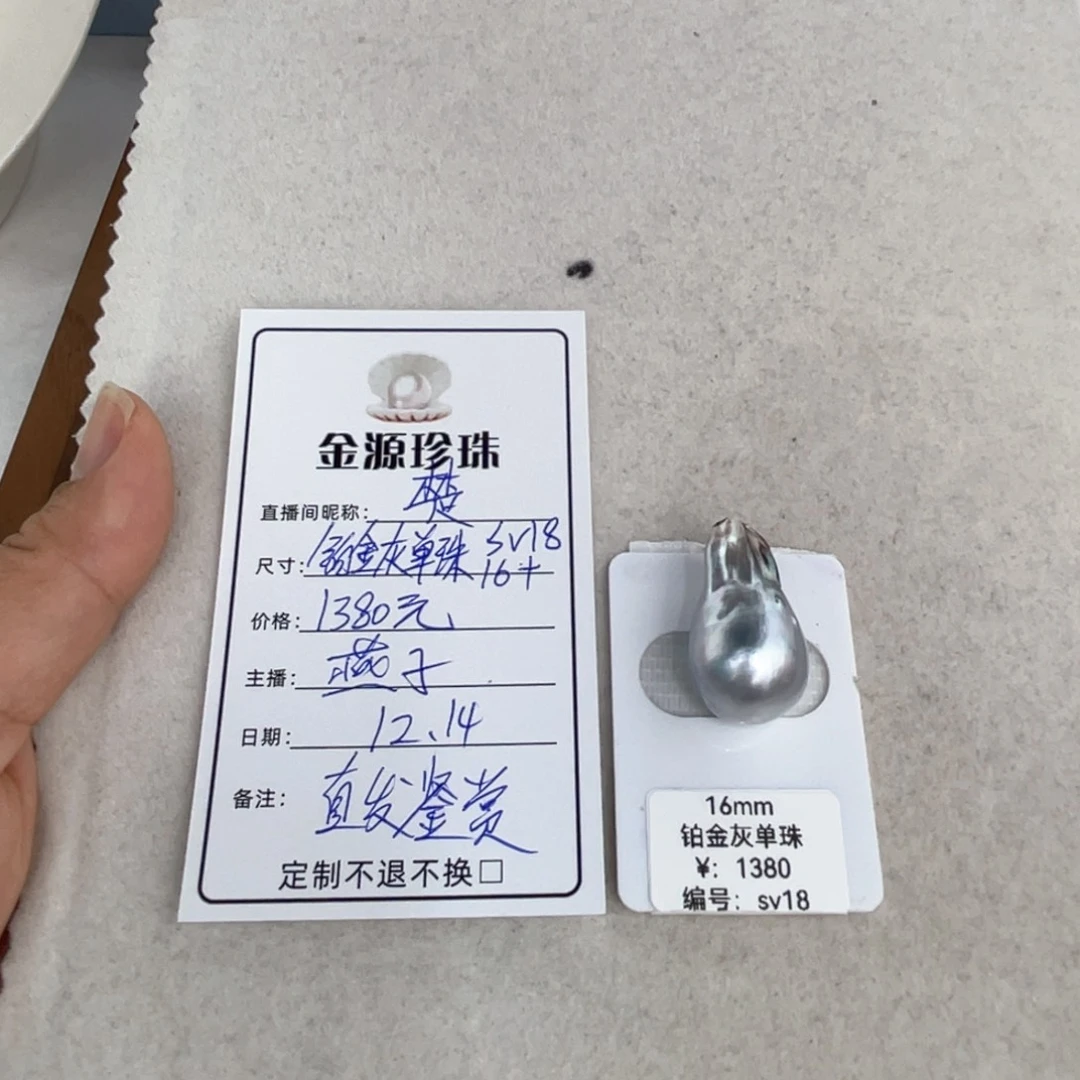 金源珍珠
直播间昵称: 楚
尺寸: 1铂金灰单珠 sv18
16+
价格: 1380元
主播: 燕子
日期: 12、14
备注: 直发鉴赏
定制不退不换□
16mm
铂金灰单珠
¥: 1380
编号: sv18